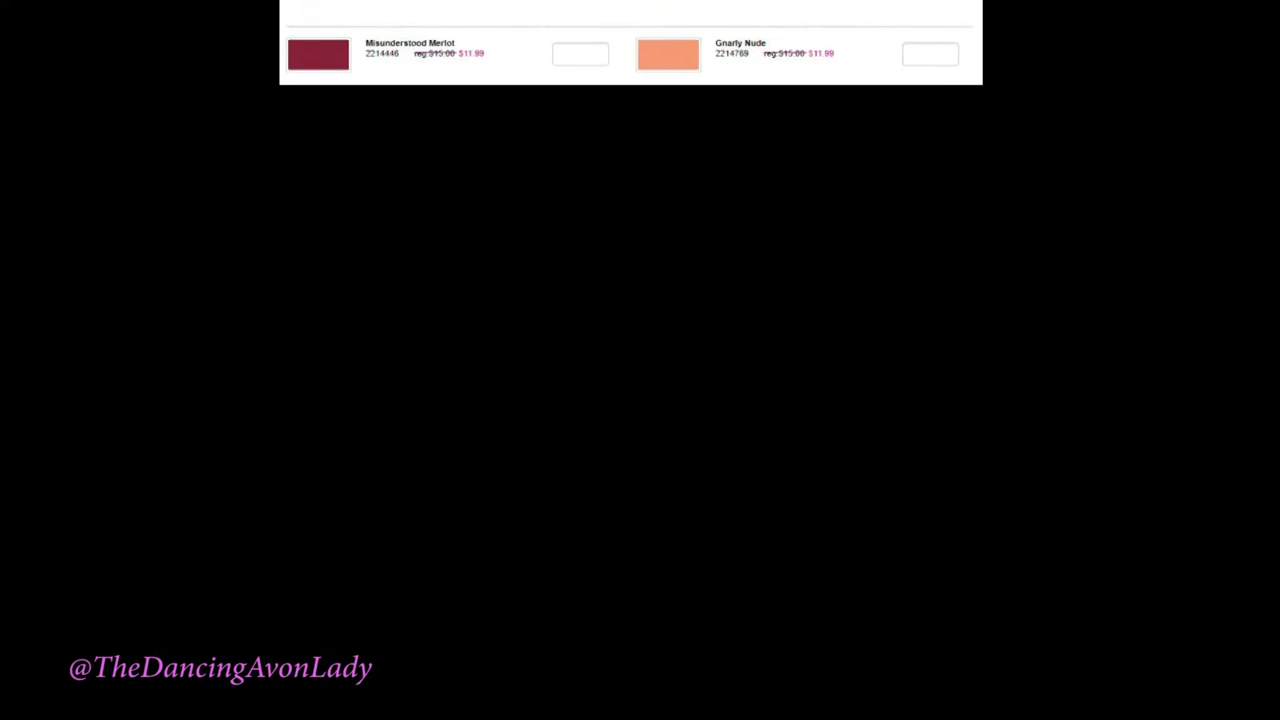 Misunderstood Merlot
2214446 reg.$15.00 $11.99
Gnarly Nude
2214769 reg.$15.00 $11.99
@TheDancingAvonLady